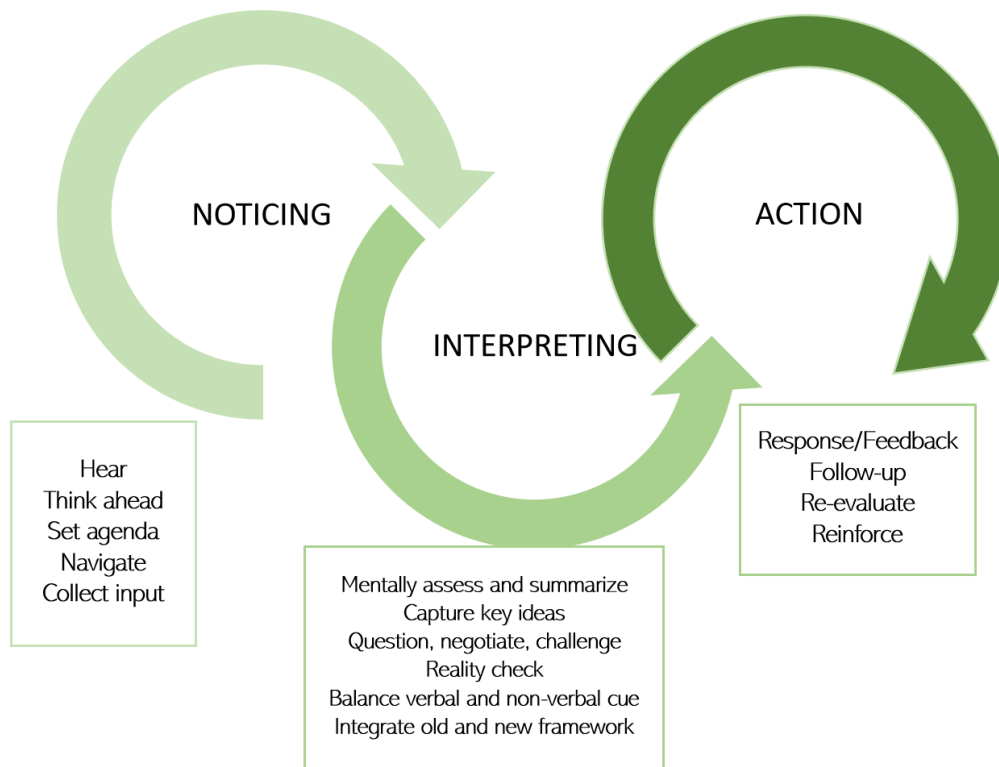 NOTICING
ACTION
INTERPRETING
Hear
Think ahead
Set agenda
Navigate
Collect input
Mentally assess and summarize
Capture key ideas
Question, negotiate, challenge
Reality check
Balance verbal and non-verbal cue
Integrate old and new framework
Response/Feedback
Follow-up
Re-evaluate
Reinforce